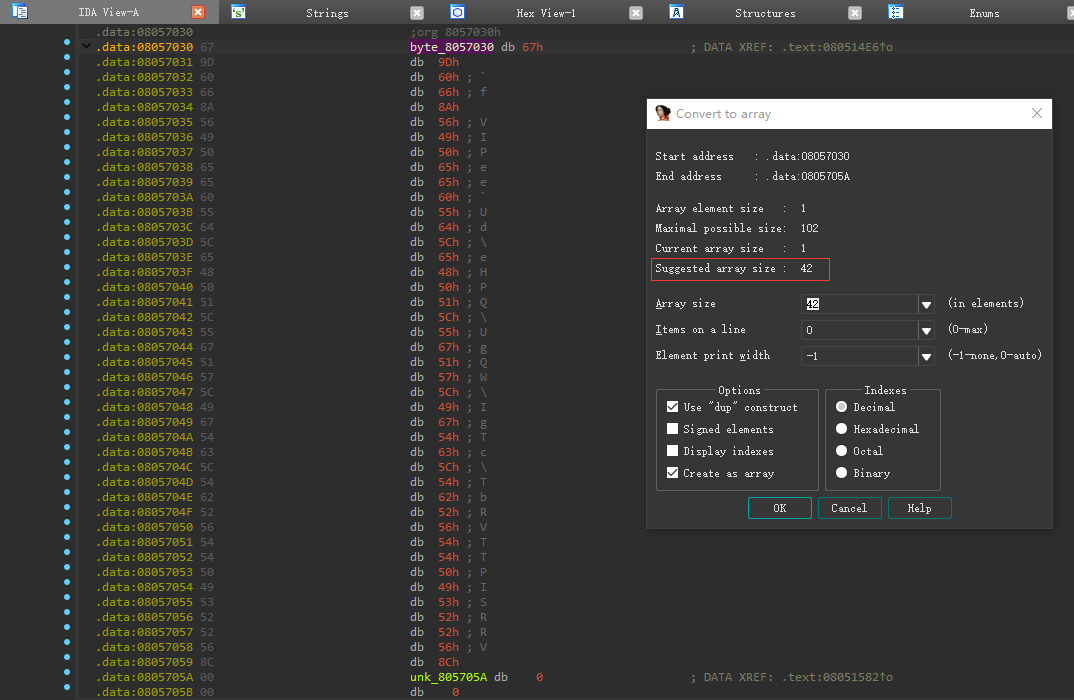 IDA View-A Strings Hex View-1 Structures Enums
.data:08057030 ;org 8057030h
.data:08057030 67 byte_8057030 db 67h ; DATA XREF: .text:080514E6↑o
.data:08057031 9D db 9Dh
.data:08057032 60 db 60h ; `
.data:08057033 66 db 66h ; f
.data:08057034 8A db 8Ah
.data:08057035 56 db 56h ; V
.data:08057036 49 db 49h ; I
.data:08057037 50 db 50h ; P
.data:08057038 65 db 65h ; e
.data:08057039 65 db 65h ; e
.data:0805703A 60 db 60h ; `
.data:0805703B 55 db 55h ; U
.data:0805703C 64 db 64h ; d
.data:0805703D 5C db 5Ch ; \
.data:0805703E 65 db 65h ; e
.data:0805703F 48 db 48h ; H
.data:08057040 50 db 50h ; P
.data:08057041 51 db 51h ; Q
.data:08057042 5C db 5Ch ; \
.data:08057043 55 db 55h ; U
.data:08057044 67 db 67h ; g
.data:08057045 51 db 51h ; Q
.data:08057046 57 db 57h ; W
.data:08057047 5C db 5Ch ; \
.data:08057048 49 db 49h ; I
.data:08057049 67 db 67h ; g
.data:0805704A 54 db 54h ; T
.data:0805704B 63 db 63h ; c
.data:0805704C 5C db 5Ch ; \
.data:0805704D 54 db 54h ; T
.data:0805704E 62 db 62h ; b
.data:0805704F 52 db 52h ; R
.data:08057050 56 db 56h ; V
.data:08057051 54 db 54h ; T
.data:08057052 54 db 54h ; T
.data:08057053 50 db 50h ; P
.data:08057054 49 db 49h ; I
.data:08057055 53 db 53h ; S
.data:08057056 52 db 52h ; R
.data:08057057 52 db 52h ; R
.data:08057058 56 db 56h ; V
.data:08057059 8C db 8Ch
.data:0805705A 00 unk_805705A db 0 ; DATA XREF: .text:08051582↑o
.data:0805705B 00 db 0
Convert to array
Start address : .data:08057030
End address : .data:0805705A
Array element size : 1
Maximal possible size: 102
Current array size : 1
Suggested array size : 42
Array size 42 (in elements)
Items on a line 0 (0-max)
Element print width -1 (-1-none,0-auto)
Options
Use "dup" construct
Signed elements
Display indexes
Create as array
Indexes
Decimal
Hexadecimal
Octal
Binary
OK Cancel Help